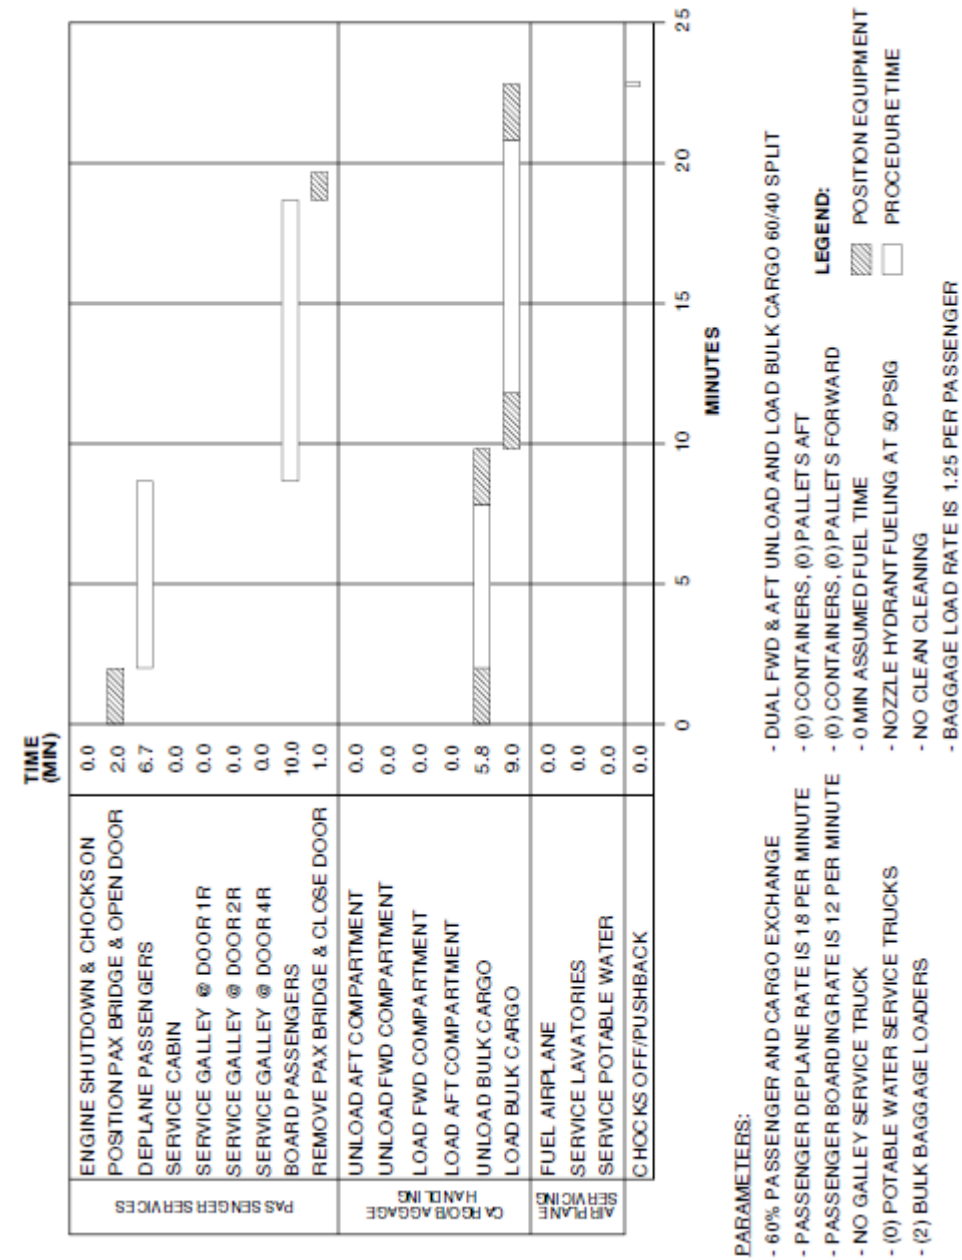 TIME
(MIN)
PASSENGER SERVICES
ENGINE SHUTDOWN & CHOCKS ON 0.0
POSITION PAX BRIDGE & OPEN DOOR 2.0
DEPLANE PASSENGERS 6.7
SERVICE CABIN 0.0
SERVICE GALLEY @ DOOR 1R 0.0
SERVICE GALLEY @ DOOR 2R 0.0
SERVICE GALLEY @ DOOR 4R 0.0
BOARD PASSENGERS 10.0
REMOVE PAX BRIDGE & CLOSE DOOR 1.0
CARGO/BAGGAGE
HANDLING
UNLOAD AFT COMPARTMENT 0.0
UNLOAD FWD COMPARTMENT 0.0
LOAD FWD COMPARTMENT 0.0
LOAD AFT COMPARTMENT 0.0
UNLOAD BULK CARGO 5.8
LOAD BULK CARGO 9.0
AIRPLANE
SERVICING
FUEL AIRPLANE 0.0
SERVICE LAVATORIES 0.0
SERVICE POTABLE WATER 0.0
CHOCKS OFF/PUSHBACK 0.0
0 5 10 15 20 25
MINUTES
PARAMETERS:
- 60% PASSENGER AND CARGO EXCHANGE
- PASSENGER DEPLANE RATE IS 18 PER MINUTE
- PASSENGER BOARDING RATE IS 12 PER MINUTE
- NO GALLEY SERVICE TRUCK
- (0) POTABLE WATER SERVICE TRUCKS
- (2) BULK BAGGAGE LOADERS
- DUAL FWD & AFT UNLOAD AND LOAD BULK CARGO 60/40 SPLIT
- (0) CONTAINERS, (0) PALLETS AFT
- (0) CONTAINERS, (0) PALLETS FORWARD
- 0 MIN ASSUMED FUEL TIME
- NOZZLE HYDRANT FUELING AT 50 PSIG
- NO CLEAN CLEANING
- BAGGAGE LOAD RATE IS 1.25 PER PASSENGER
LEGEND:
POSITION EQUIPMENT
PROCEDURE TIME